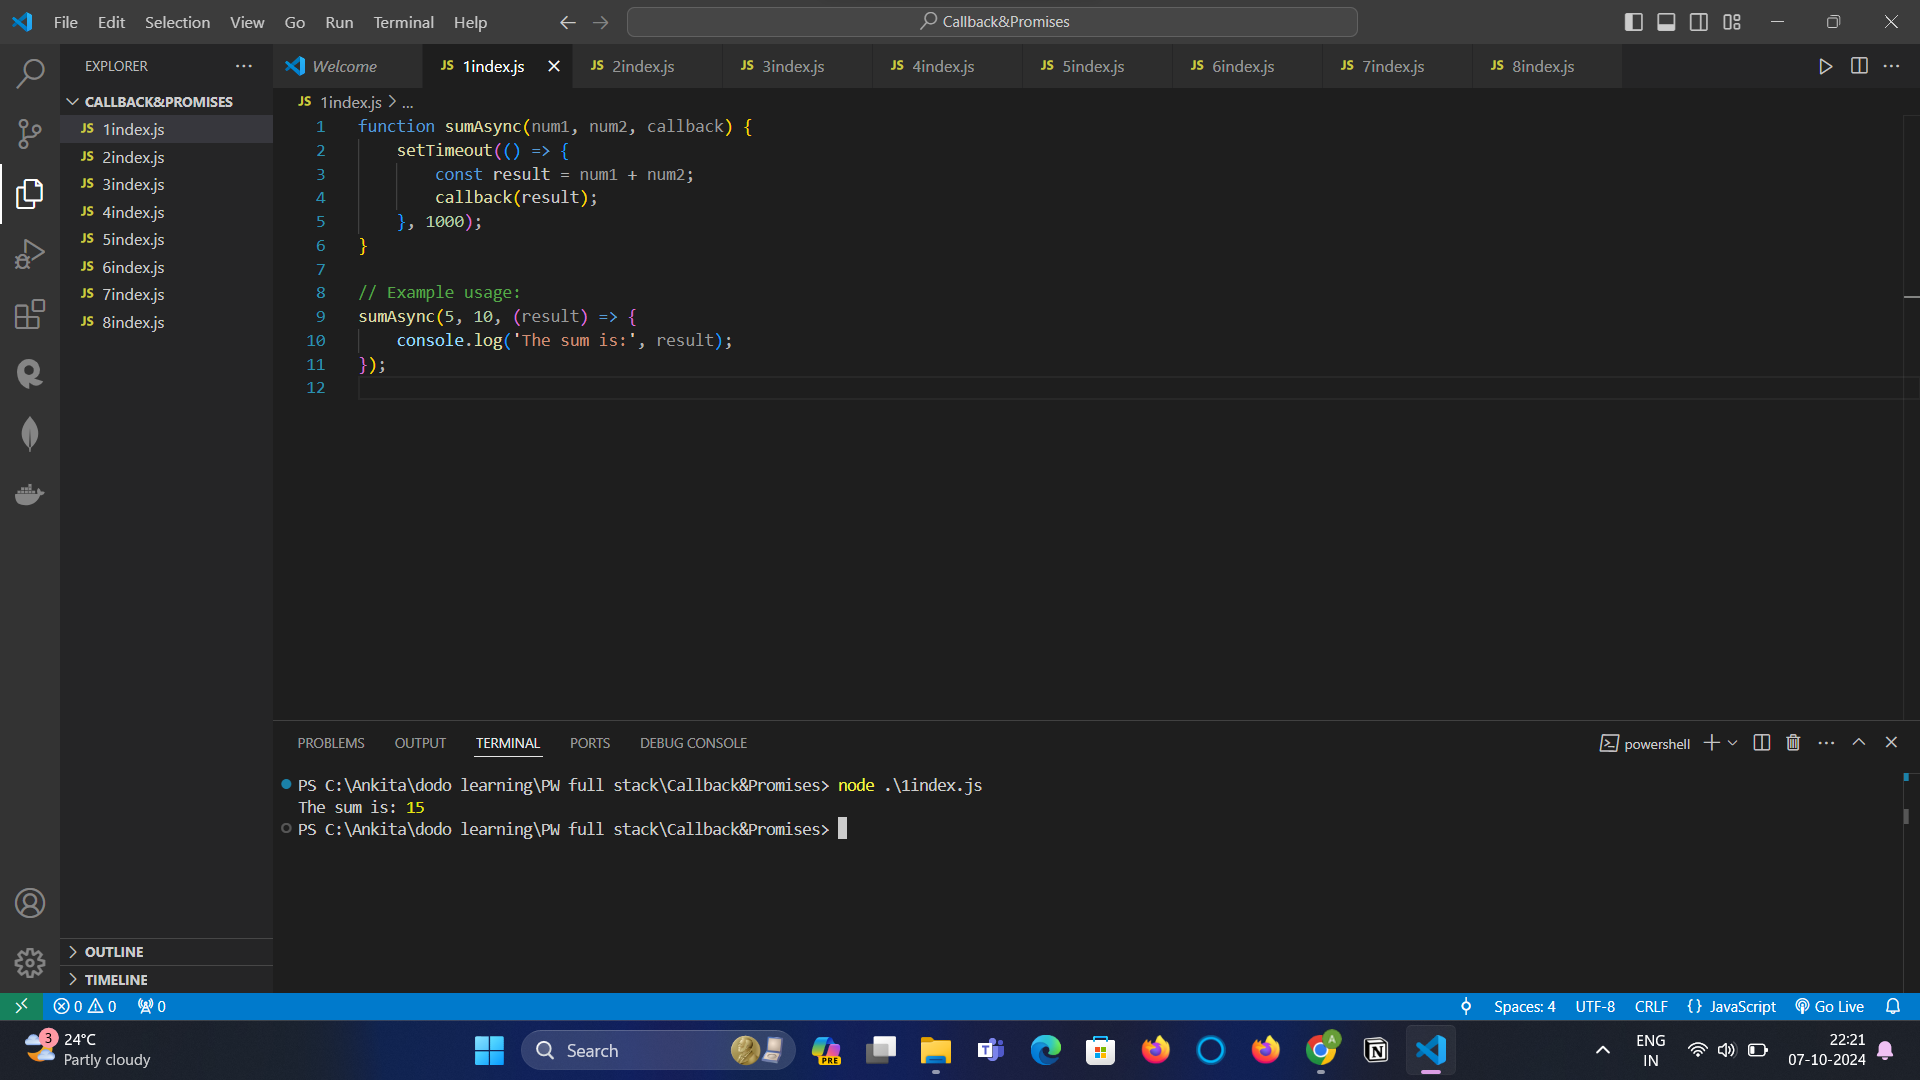 File Edit Selection View Go Run Terminal Help
Callback&Promises
EXPLORER
Welcome
JS 1index.js
JS 2index.js
JS 3index.js
JS 4index.js
JS 5index.js
JS 6index.js
JS 7index.js
JS 8index.js
CALLBACK&PROMISES
JS 1index.js
JS 2index.js
JS 3index.js
JS 4index.js
JS 5index.js
JS 6index.js
JS 7index.js
JS 8index.js
OUTLINE
TIMELINE
JS 1index.js > ...
1 function sumAsync(num1, num2, callback) {
2     setTimeout(() => {
3         const result = num1 + num2;
4         callback(result);
5     }, 1000);
6 }
7
8 // Example usage:
9 sumAsync(5, 10, (result) => {
10     console.log('The sum is:', result);
11 });
12
PROBLEMS OUTPUT TERMINAL PORTS DEBUG CONSOLE
powershell
PS C:\Ankita\dodo learning\PW full stack\Callback&Promises> node .\1index.js
The sum is: 15
PS C:\Ankita\dodo learning\PW full stack\Callback&Promises>
0 0 0
Spaces: 4 UTF-8 CRLF {} JavaScript Go Live
3
24°C
Partly cloudy
Search
PRE
A
ENG
IN
22:21
07-10-2024